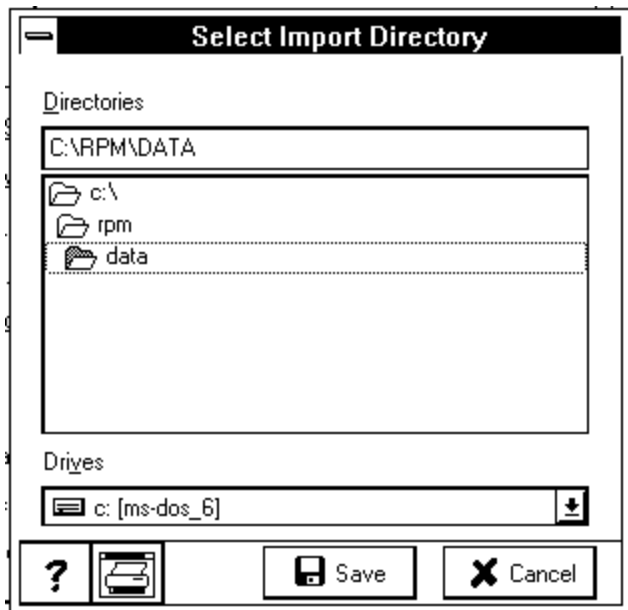 Select Import Directory
Directories
C:\RPM\DATA
c:\
rpm
data
Drives
c: [ms-dos_6]
? Save Cancel